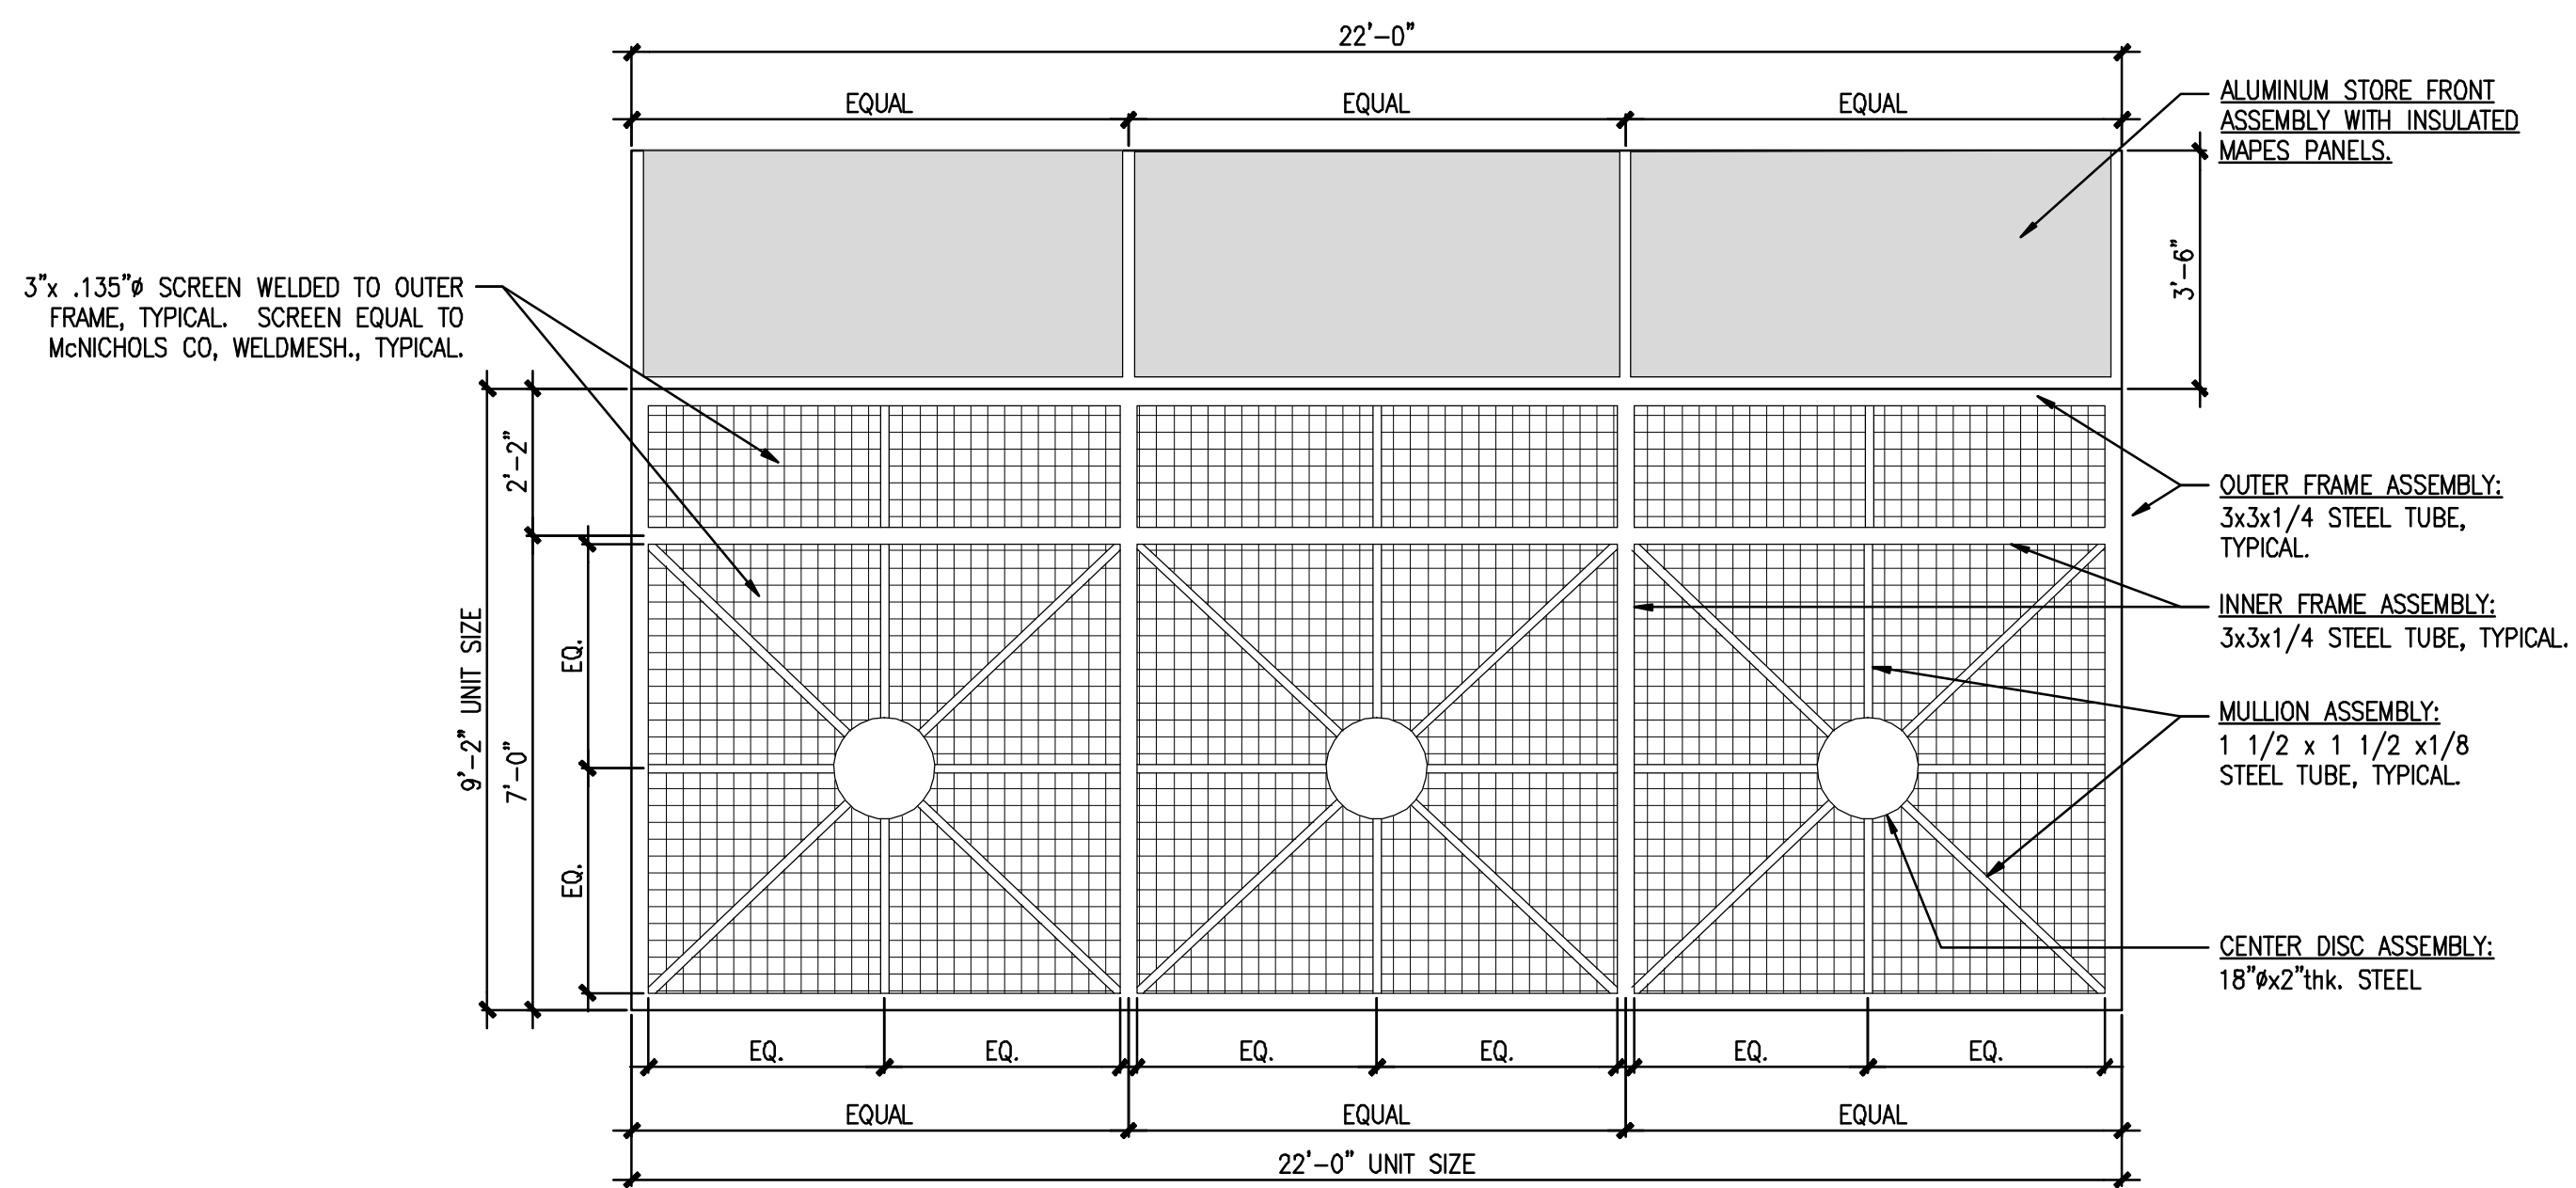 22'-0"
EQUAL
EQUAL
EQUAL
ALUMINUM STORE FRONT
ASSEMBLY WITH INSULATED
MAPES PANELS.
3'-6"
3"x .135"ø SCREEN WELDED TO OUTER
FRAME, TYPICAL. SCREEN EQUAL TO
McNICHOLS CO, WELDMESH., TYPICAL.
2'-2"
9'-2" UNIT SIZE
7'-0"
EQ.
EQ.
OUTER FRAME ASSEMBLY:
3x3x1/4 STEEL TUBE,
TYPICAL.
INNER FRAME ASSEMBLY:
3x3x1/4 STEEL TUBE, TYPICAL.
MULLION ASSEMBLY:
1 1/2 x 1 1/2 x1/8
STEEL TUBE, TYPICAL.
CENTER DISC ASSEMBLY:
18"øx2"thk. STEEL
EQ.
EQ.
EQ.
EQ.
EQ.
EQ.
EQUAL
EQUAL
EQUAL
22'-0" UNIT SIZE